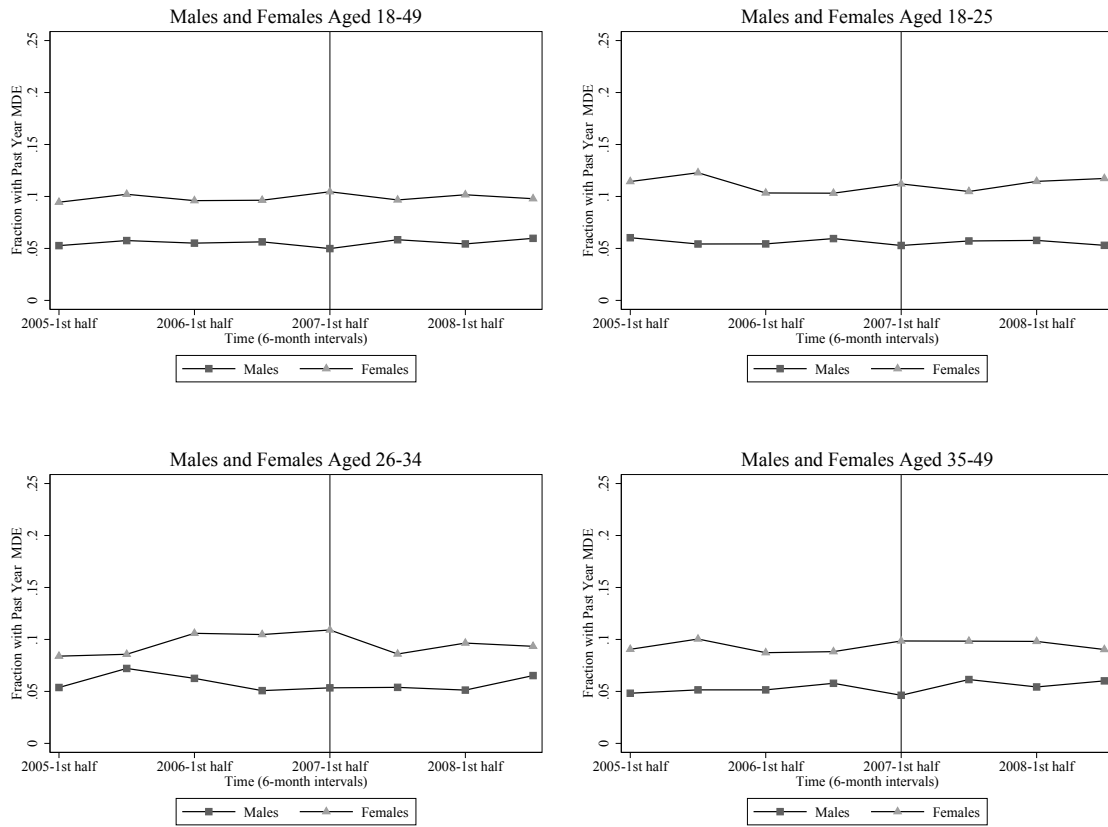 Males and Females Aged 18-49
Fraction with Past Year MDE
.25
.2
.15
.1
.05
0
2005-1st half 2006-1st half 2007-1st half 2008-1st half
Time (6-month intervals)
Males Females
Males and Females Aged 18-25
Fraction with Past Year MDE
.25
.2
.15
.1
.05
0
2005-1st half 2006-1st half 2007-1st half 2008-1st half
Time (6-month intervals)
Males Females
Males and Females Aged 26-34
Fraction with Past Year MDE
.25
.2
.15
.1
.05
0
2005-1st half 2006-1st half 2007-1st half 2008-1st half
Time (6-month intervals)
Males Females
Males and Females Aged 35-49
Fraction with Past Year MDE
.25
.2
.15
.1
.05
0
2005-1st half 2006-1st half 2007-1st half 2008-1st half
Time (6-month intervals)
Males Females